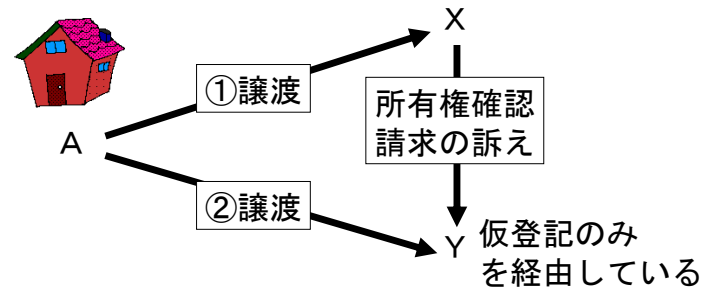 X
①譲渡
所有権確認
請求の訴え
A
②譲渡
Y
仮登記のみ
を経由している